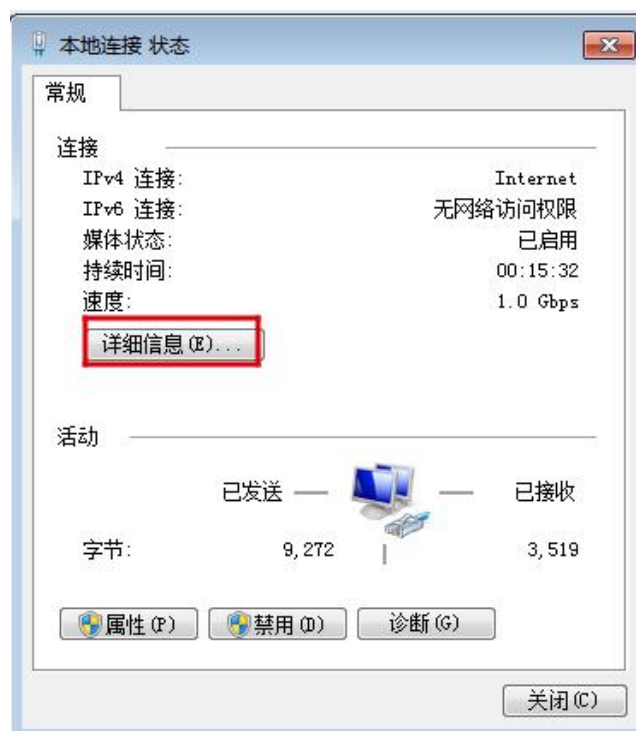 本地连接 状态
常规
连接
IPv4 连接: Internet
IPv6 连接: 无网络访问权限
媒体状态: 已启用
持续时间: 00:15:32
速度: 1.0 Gbps
详细信息(E)...
活动
已发送 — — 已接收
字节: 9,272 | 3,519
属性(P) 禁用(D) 诊断(G)
关闭(C)